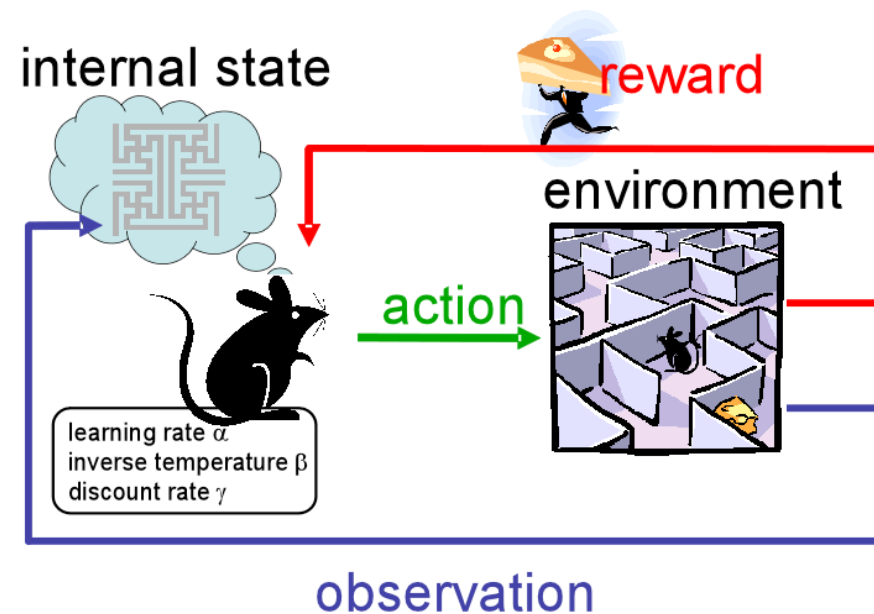 internal state
reward
environment
action
learning rate α
inverse temperature β
discount rate γ
observation